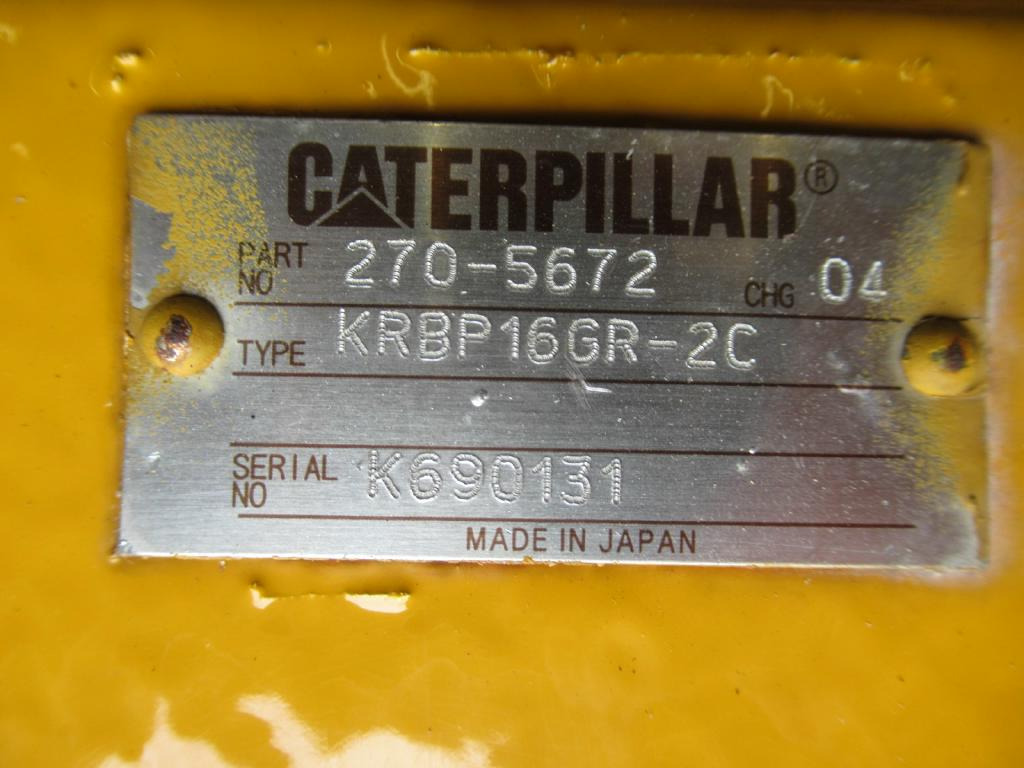 CATERPILLAR®
PART NO 270-5672 CHG 04
TYPE KRBP16GR-2C
SERIAL NO K690131
MADE IN JAPAN